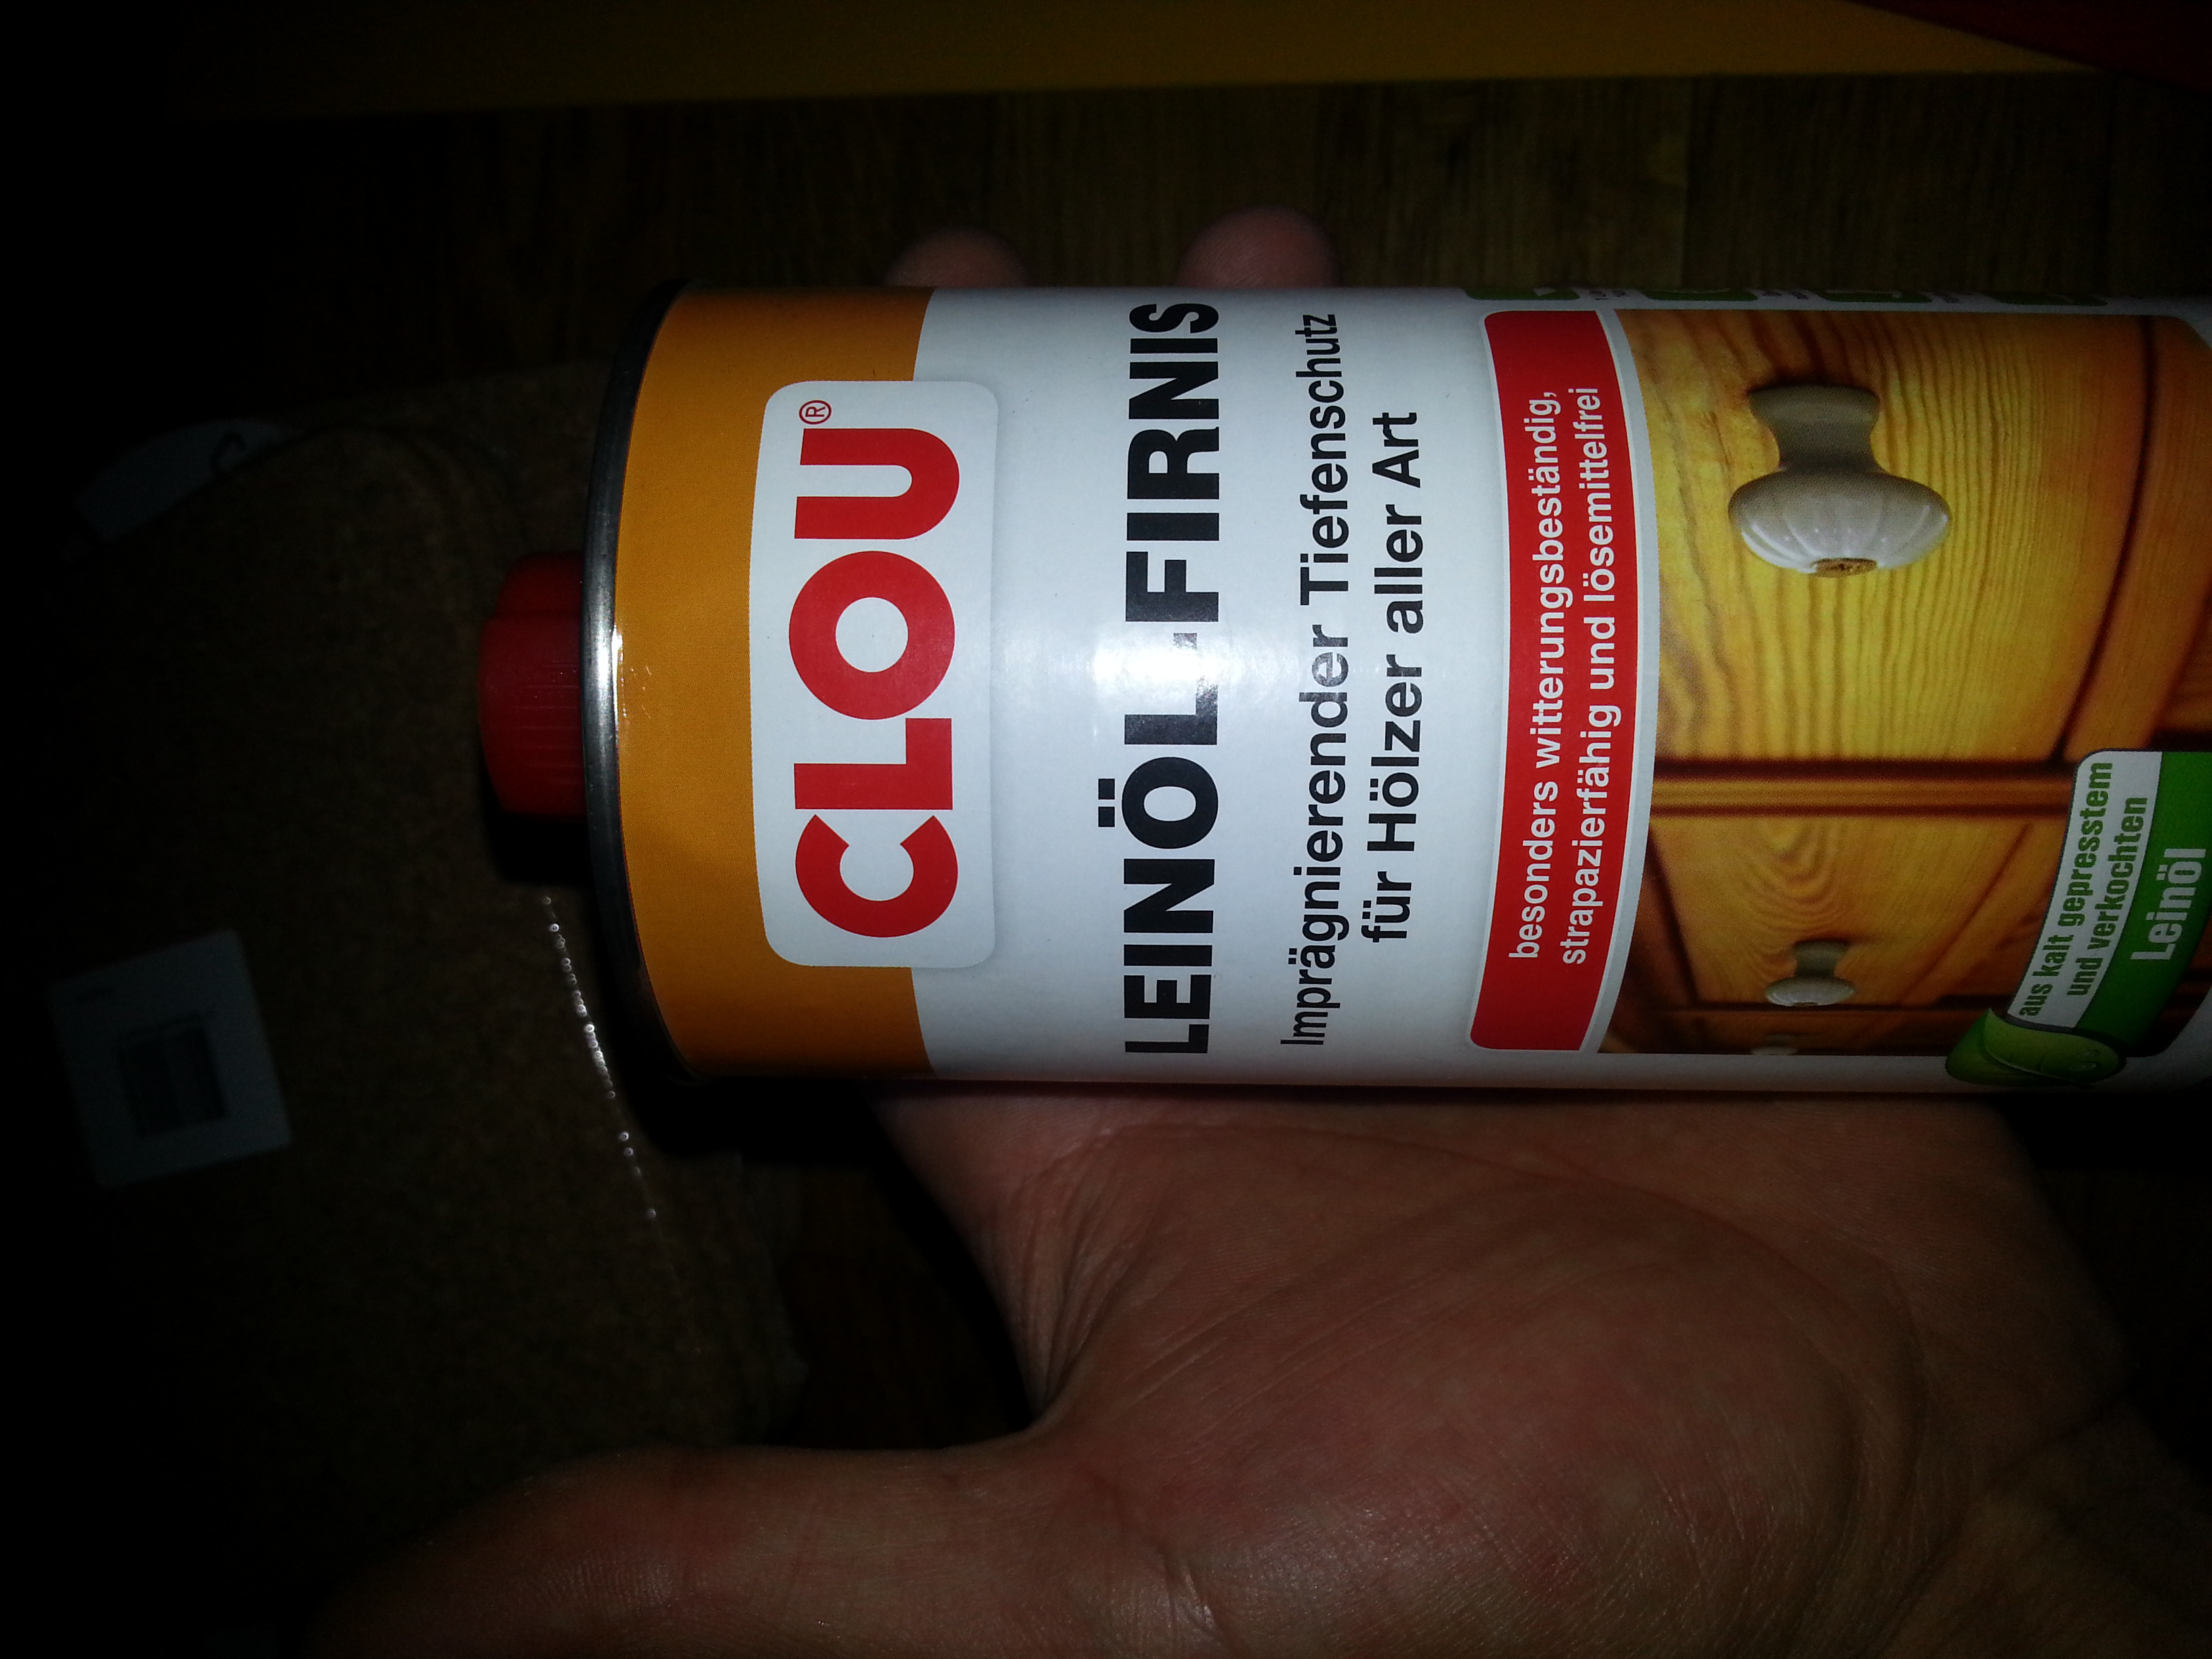 CLOU®
LEINÖL-FIRNIS
Imprägnierender Tiefenschutz
für Hölzer aller Art
besonders witterungsbeständig,
strapazierfähig und lösemittelfrei
aus kalt gepresstem
und verkochten
Leinöl